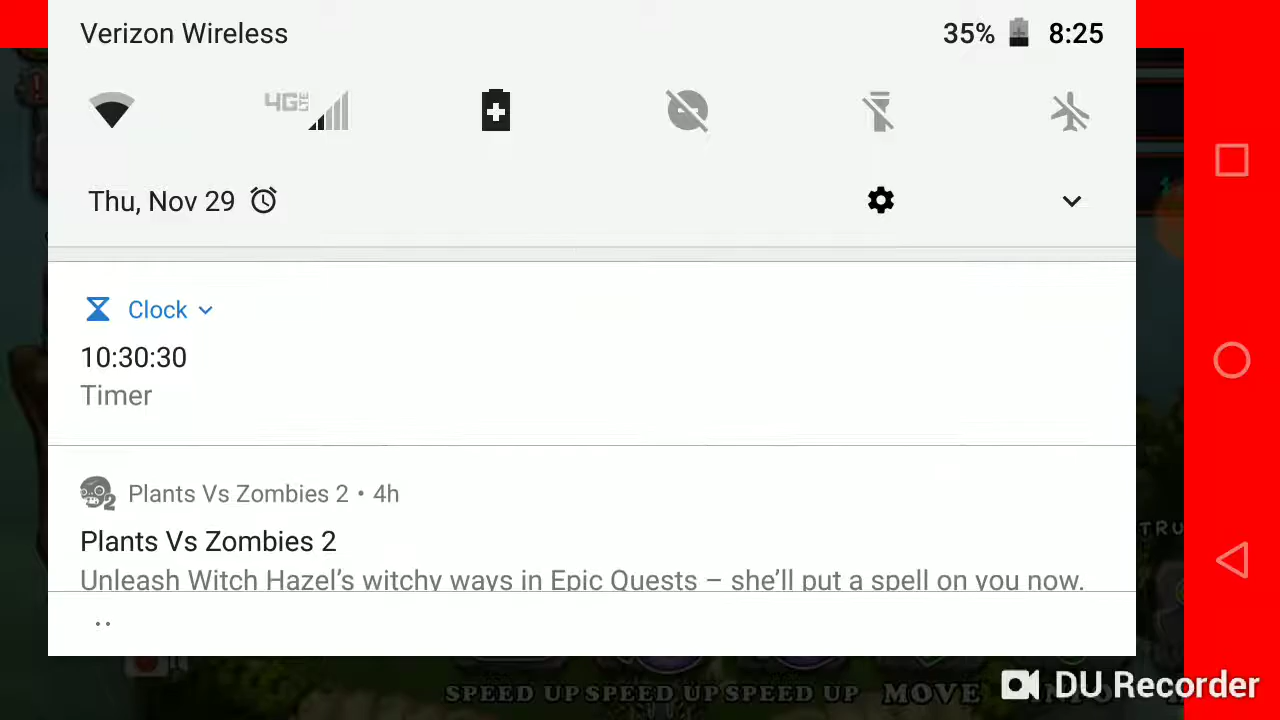 Verizon Wireless
35% 8:25
4G LTE
Thu, Nov 29
Clock
10:30:30
Timer
Plants Vs Zombies 2 • 4h
Plants Vs Zombies 2
Unleash Witch Hazel’s witchy ways in Epic Quests – she’ll put a spell on you now.
TRU
SPEED UP SPEED UP SPEED UP MOVE
DU Recorder